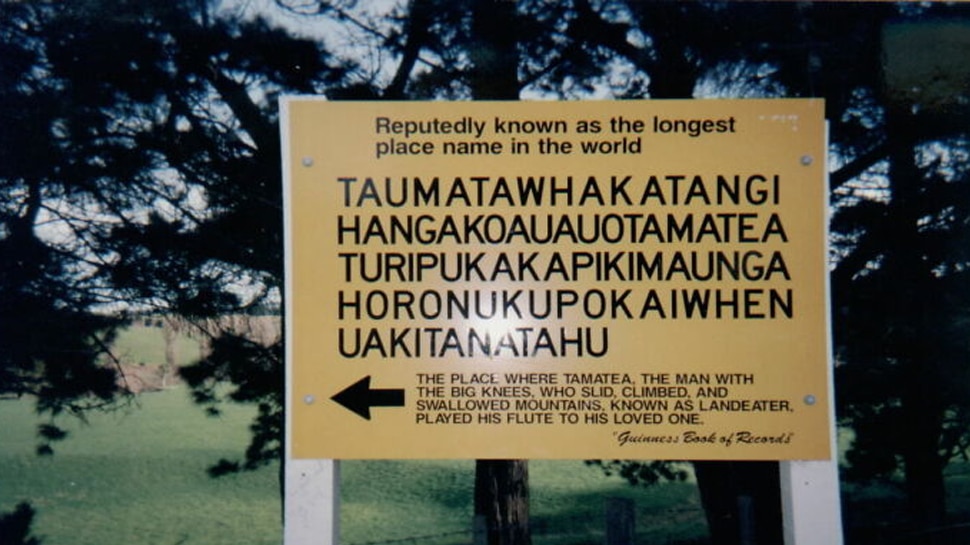 Reputedly known as the longest
place name in the world
TAUMATAWHAKATANGI
HANGAKOAUAUOTAMATEA
TURIPUKAKAPIKIMAUNGA
HORONUKUPOKAIWHEN
UAKITANATAHU
THE PLACE WHERE TAMATEA, THE MAN WITH
THE BIG KNEES, WHO SLID, CLIMBED, AND
SWALLOWED MOUNTAINS, KNOWN AS LANDEATER,
PLAYED HIS FLUTE TO HIS LOVED ONE.
"Guinness Book of Records"